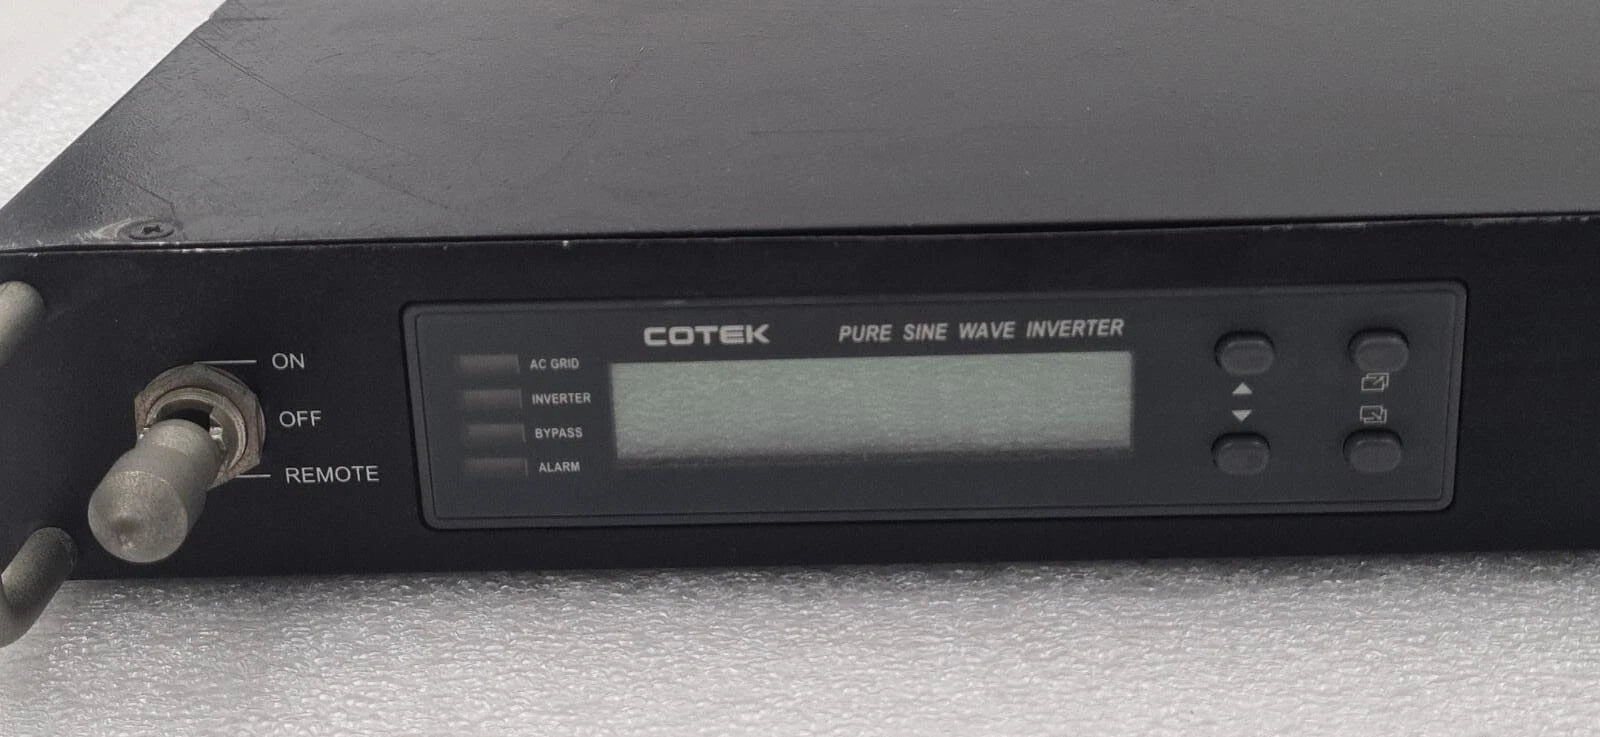 COTEK PURE SINE WAVE INVERTER
ON
OFF
REMOTE
AC GRID
INVERTER
BYPASS
ALARM